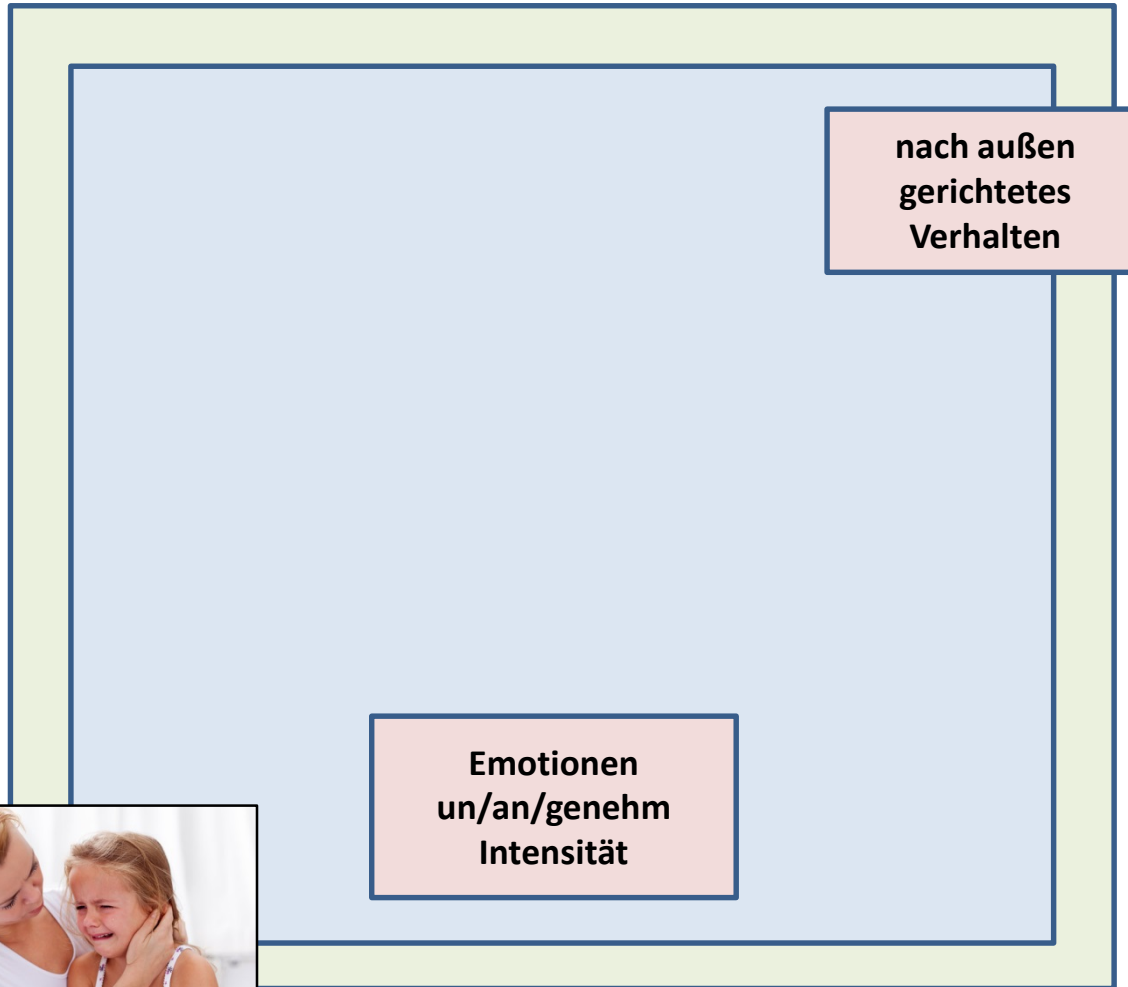 nach außen
gerichtetes
Verhalten
Emotionen
un/an/genehm
Intensität